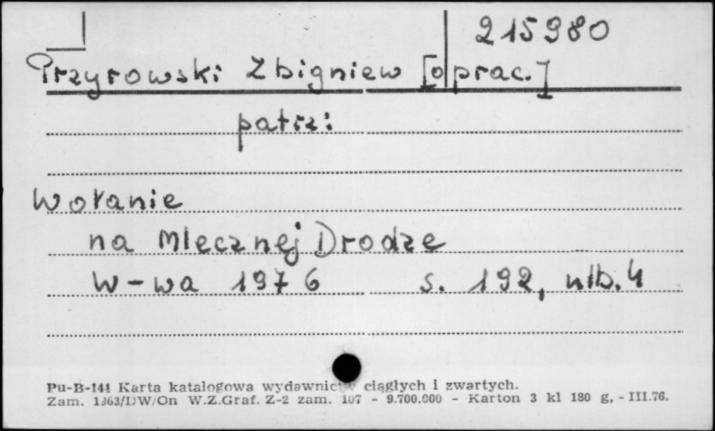 215980
Przyrowski Zbigniew [oprac.]
patrz:
Wołanie
na Mlecznej Drodze
W-wa 1976 s. 192, nlb. 4
Pu-B-141 Karta katalogowa wydawnictw ciągłych i zwartych.
Zam. 1363/DW/On W.Z.Graf. Z-2 zam. 107 - 9.700.000 - Karton 3 kl 180 g. - III.76.